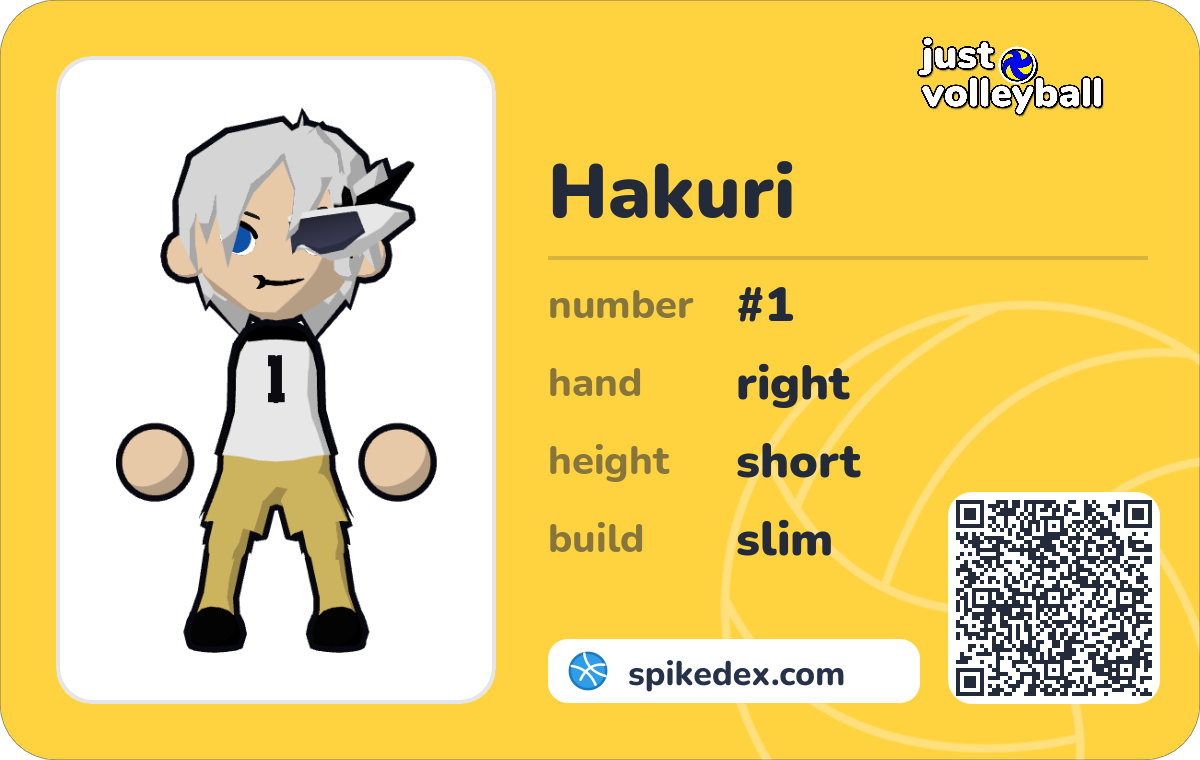 just
volleyball
Hakuri
number #1
hand right
height short
build slim
1
spikedex.com